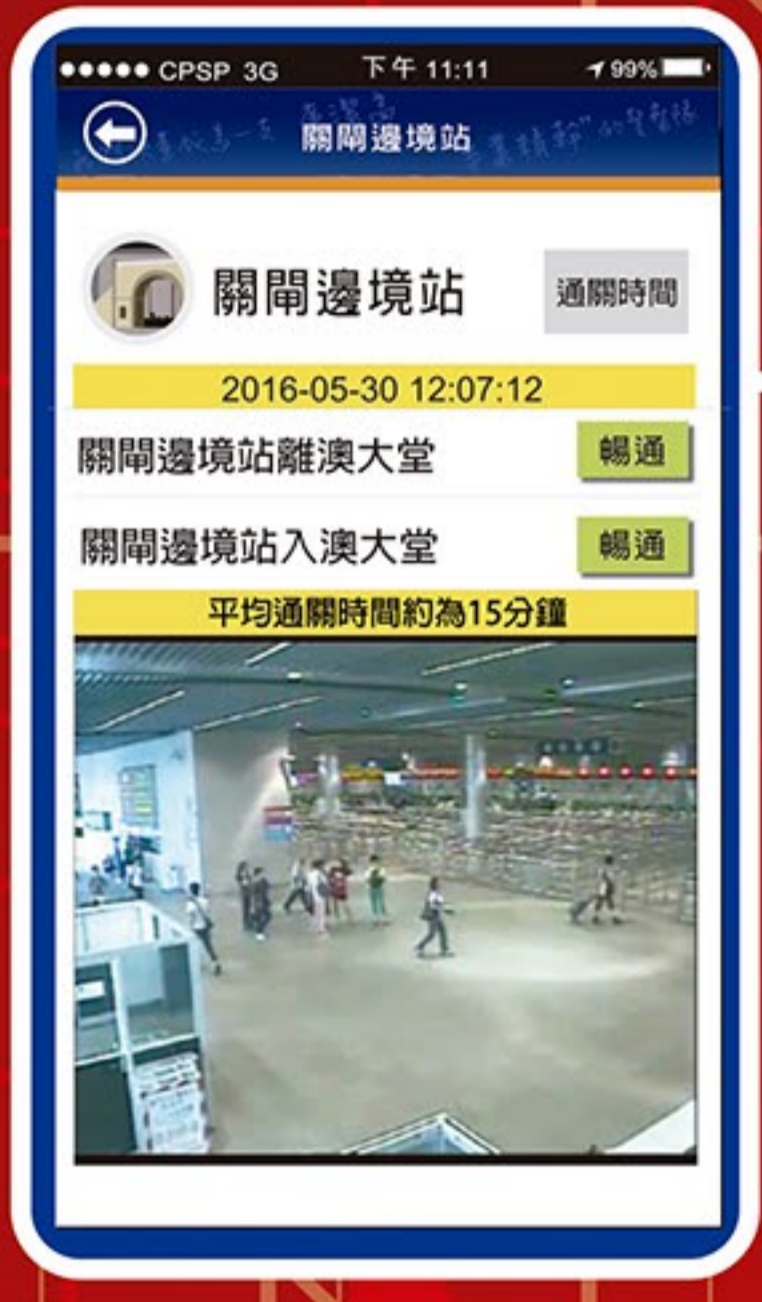 ●●●●● CPSP 3G 下午 11:11 99%
關閘邊境站
關閘邊境站 通關時間
2016-05-30 12:07:12
關閘邊境站離澳大堂 暢通
關閘邊境站入澳大堂 暢通
平均通關時間約為15分鐘